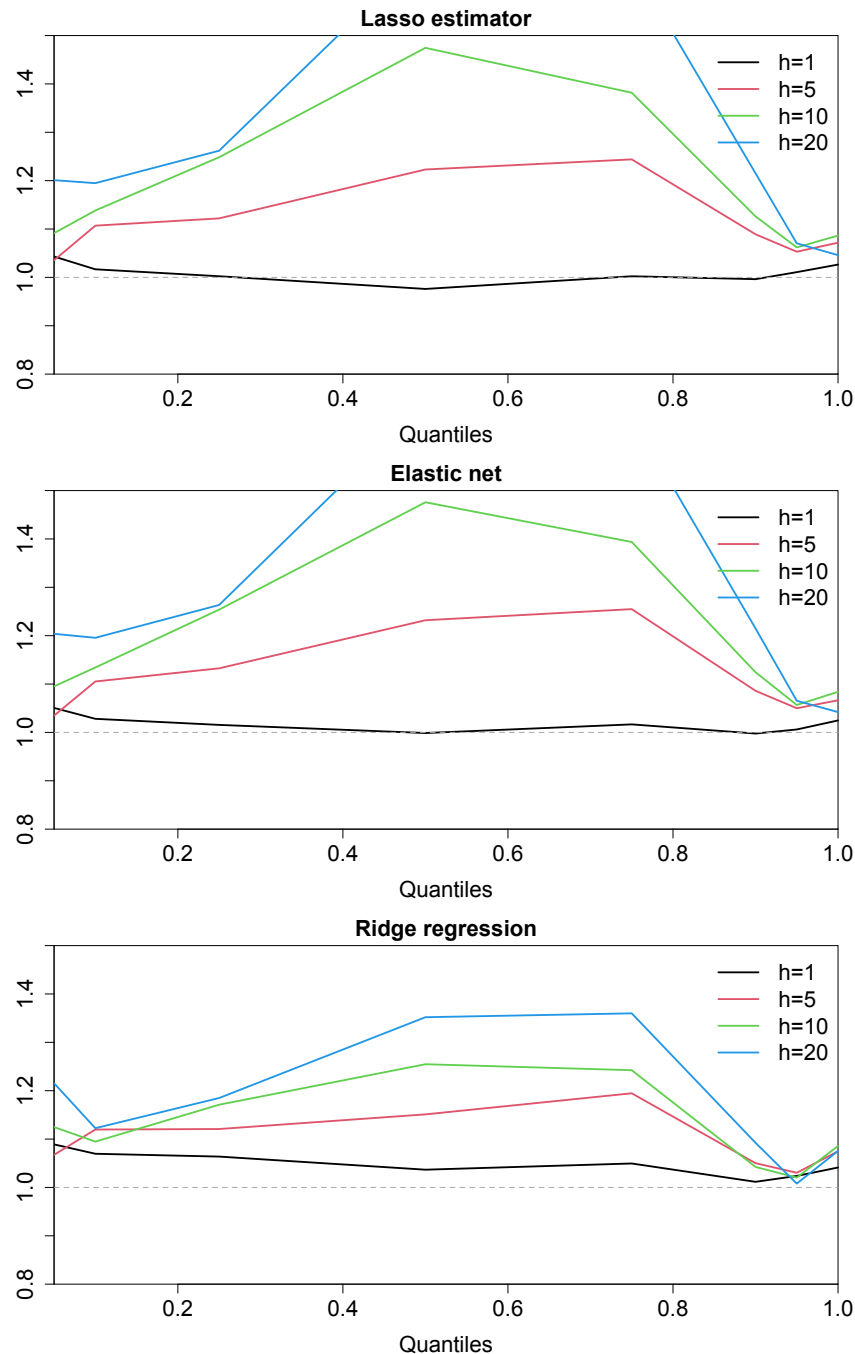 Lasso estimator
1.4
1.2
1.0
0.8
h=1
h=5
h=10
h=20
0.2 0.4 0.6 0.8 1.0
Quantiles
Elastic net
1.4
1.2
1.0
0.8
h=1
h=5
h=10
h=20
0.2 0.4 0.6 0.8 1.0
Quantiles
Ridge regression
1.4
1.2
1.0
0.8
h=1
h=5
h=10
h=20
0.2 0.4 0.6 0.8 1.0
Quantiles